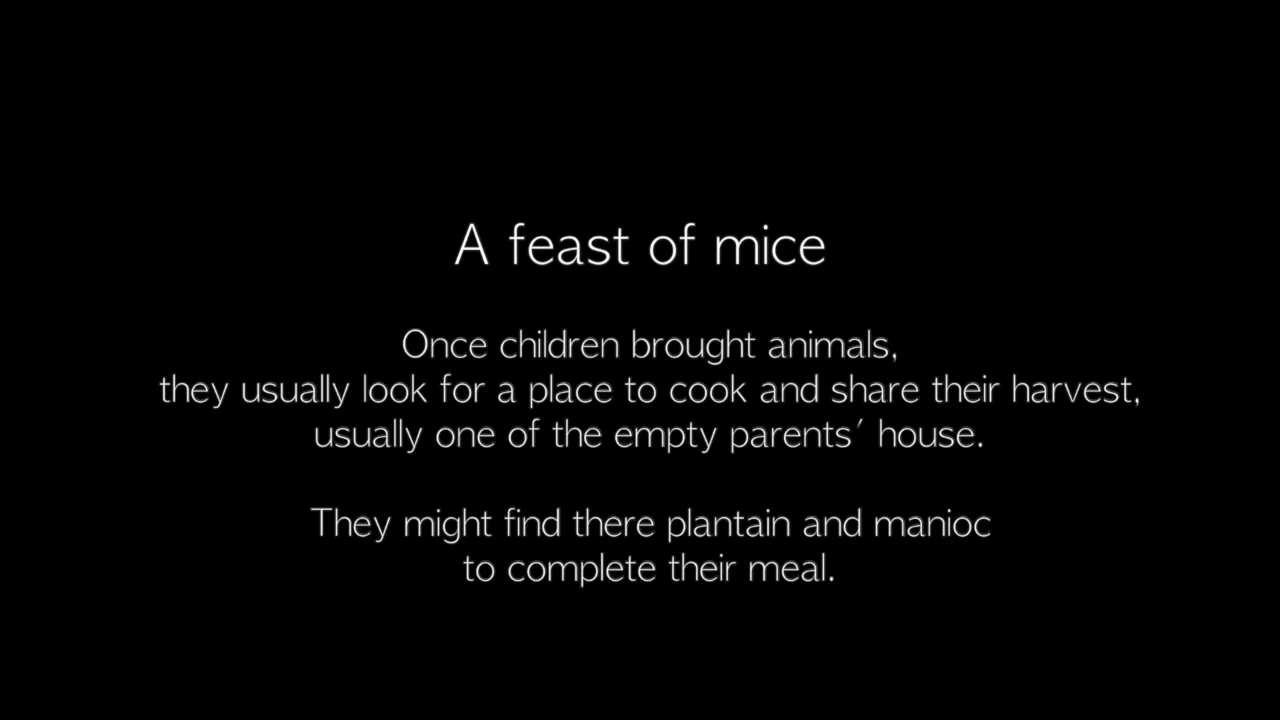 A feast of mice
Once children brought animals,
they usually look for a place to cook and share their harvest,
usually one of the empty parents´ house.
They might find there plantain and manioc
to complete their meal.